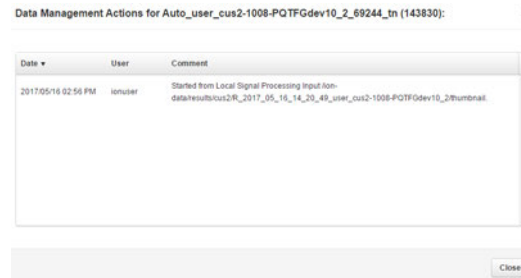 Data Management Actions for Auto_user_cus2-1008-PQTFGdev10_2_69244_tn (143830):
Date ▾ User Comment
2017/05/16 02:56 PM ionuser Started from Local Signal Processing Input /ion-
data/results/cus2/R_2017_05_16_14_20_49_user_cus2-1008-PQTFGdev10_2/thumbnail.
Close